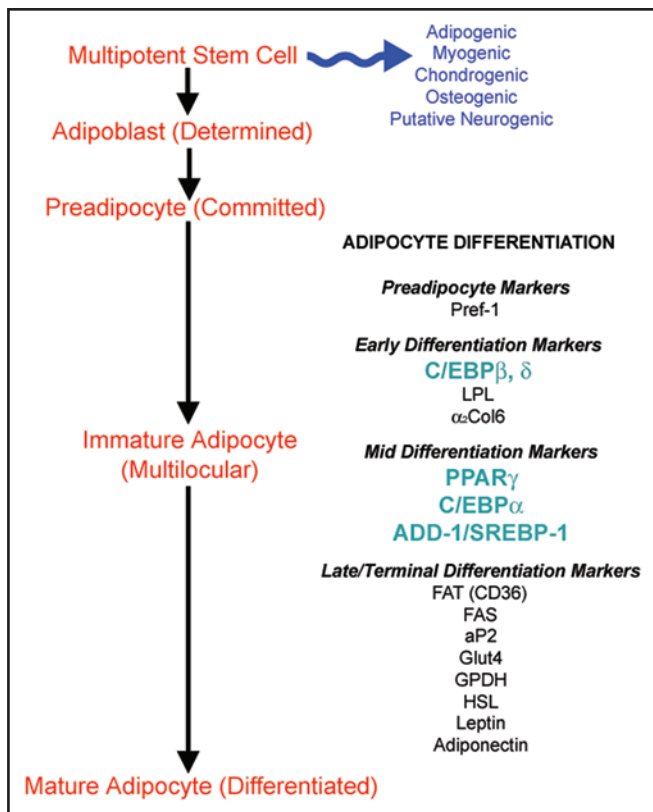 Multipotent Stem Cell
Adipogenic
Myogenic
Chondrogenic
Osteogenic
Putative Neurogenic
Adipoblast (Determined)
Preadipocyte (Committed)
Immature Adipocyte
(Multilocular)
Mature Adipocyte (Differentiated)
ADIPOCYTE DIFFERENTIATION
Preadipocyte Markers
Pref-1
Early Differentiation Markers
C/EBPβ, δ
LPL
α₂Col6
Mid Differentiation Markers
PPARγ
C/EBPα
ADD-1/SREBP-1
Late/Terminal Differentiation Markers
FAT (CD36)
FAS
aP2
Glut4
GPDH
HSL
Leptin
Adiponectin